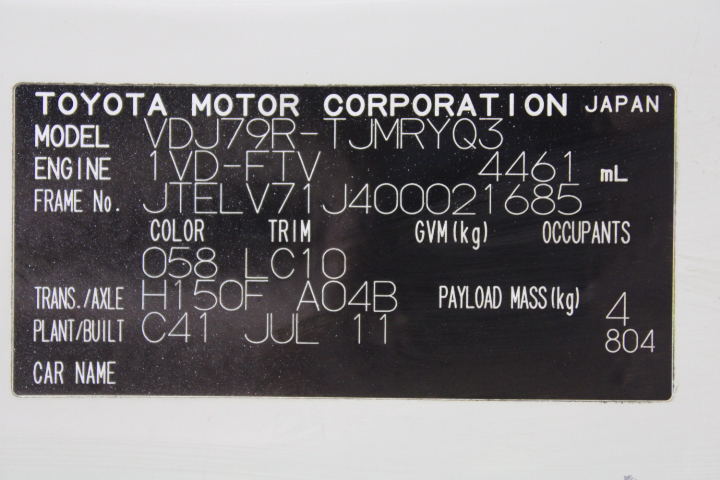 TOYOTA MOTOR CORPORATION JAPAN
MODEL VDJ79R-TJMRYQ3
ENGINE 1VD-FTV 4461 mL
FRAME No. JTELV71J400021685
COLOR TRIM GVM(kg) OCCUPANTS
058 LC10
TRANS./AXLE H150F A04B PAYLOAD MASS(kg) 4
PLANT/BUILT C41 JUL 11 804
CAR NAME